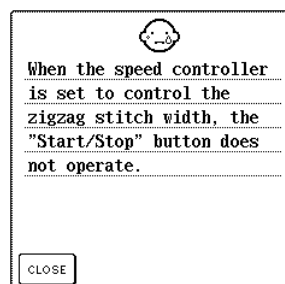 When the speed controller
is set to control the
zigzag stitch width, the
”Start/Stop” button does
not operate.
CLOSE